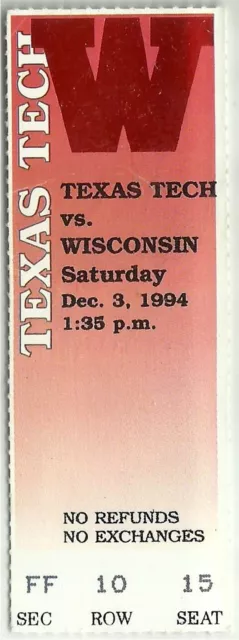 W
TEXAS TECH
TEXAS TECH
vs.
WISCONSIN
Saturday
Dec. 3, 1994
1:35 p.m.
NO REFUNDS
NO EXCHANGES
FF 10 15
SEC ROW SEAT